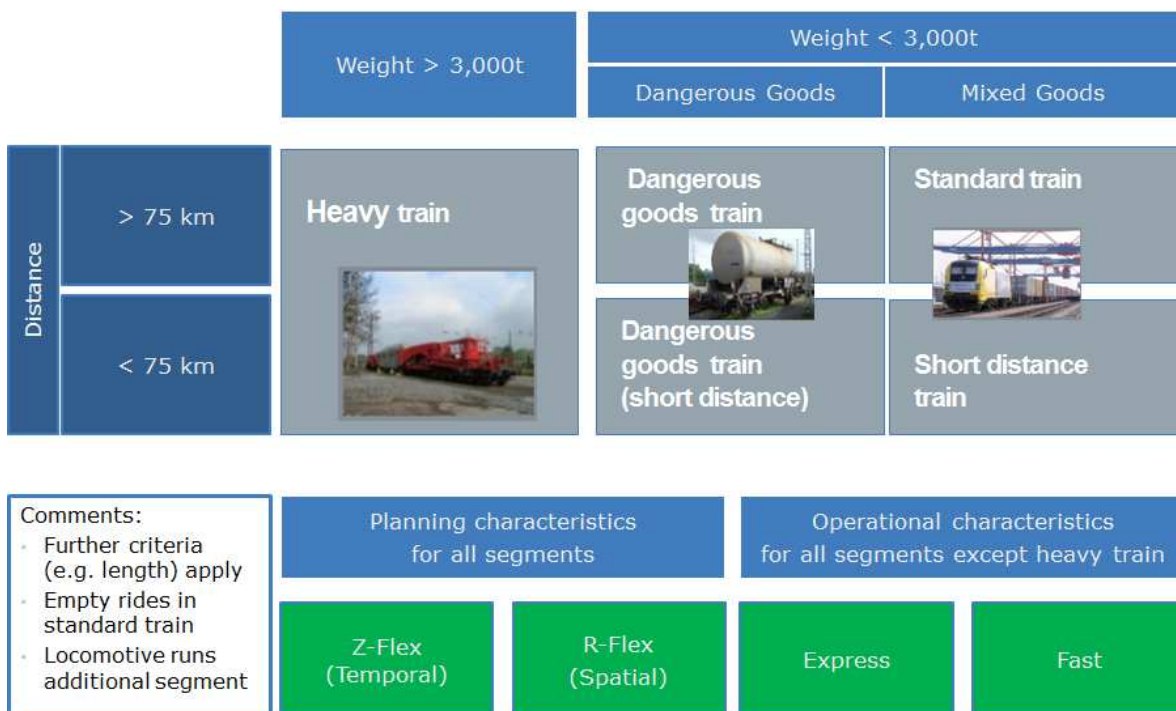 Weight > 3,000t
Weight < 3,000t
Dangerous Goods
Mixed Goods
Distance
> 75 km
< 75 km
Heavy train
Dangerous
goods train
Standard train
Dangerous
goods train
(short distance)
Short distance
train
Comments:
· Further criteria
(e.g. length) apply
· Empty rides in
standard train
· Locomotive runs
additional segment
Planning characteristics
for all segments
Operational characteristics
for all segments except heavy train
Z-Flex
(Temporal)
R-Flex
(Spatial)
Express
Fast